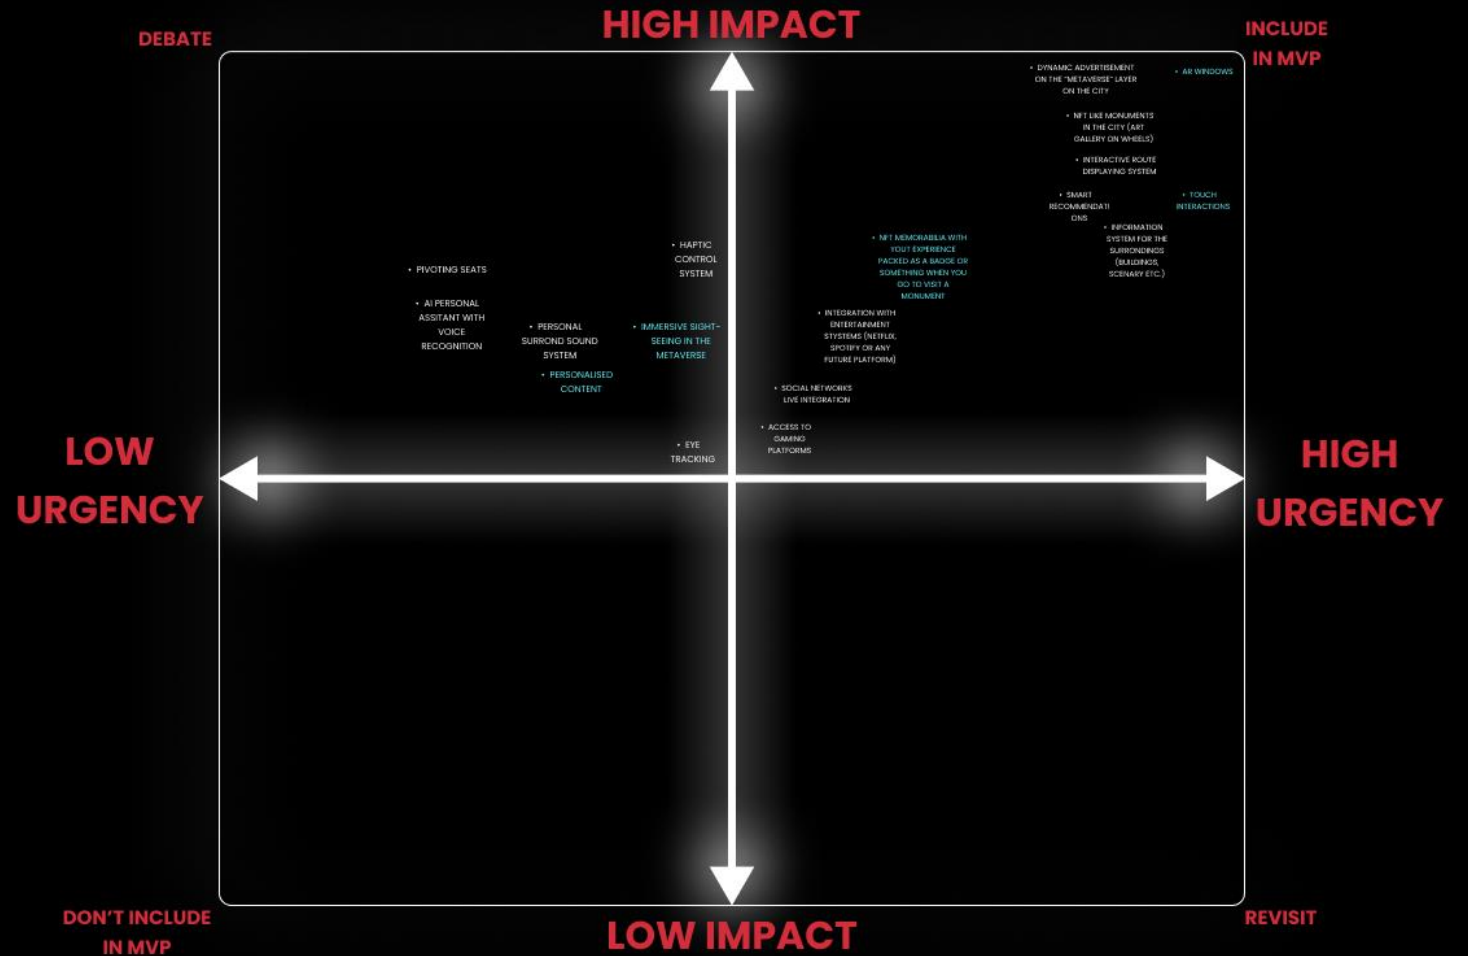 HIGH IMPACT
DEBATE
INCLUDE
IN MVP
• DYNAMIC ADVERTISEMENT
ON THE "METAVERSE" LAYER
ON THE CITY
• AR WINDOWS
• NFT LIKE MONUMENTS
IN THE CITY (ART
GALLERY ON WHEELS)
• INTERACTIVE ROUTE
DISPLAYING SYSTEM
• SMART
RECOMMENDATI
ONS
• TOUCH
INTERACTIONS
• INFORMATION
SYSTEM FOR THE
SURRONDINGS
(BUILDINGS,
SCENARY ETC.)
• NFT MEMORABILIA WITH
YOUT EXPERIENCE
PACKED AS A BADGE OR
SOMETHING WHEN YOU
GO TO VISIT A
MONUMENT
• HAPTIC
CONTROL
SYSTEM
• PIVOTING SEATS
• AI PERSONAL
ASSITANT WITH
VOICE
RECOGNITION
• PERSONAL
SURROND SOUND
SYSTEM
• IMMERSIVE SIGHT-
SEEING IN THE
METAVERSE
• PERSONALISED
CONTENT
• INTEGRATION WITH
ENTERTAINMENT
STYSTEMS (NETFLIX,
SPOTIFY OR ANY
FUTURE PLATFORM)
• SOCIAL NETWORKS
LIVE INTEGRATION
• ACCESS TO
GAMING
PLATFORMS
• EYE
TRACKING
LOW
URGENCY
HIGH
URGENCY
DON'T INCLUDE
IN MVP
LOW IMPACT
REVISIT